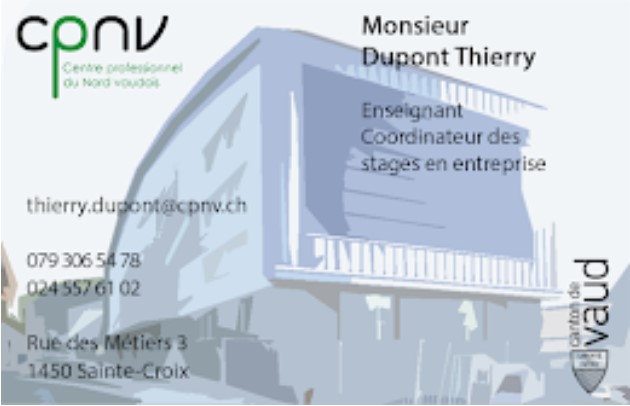 cpnv
Centre professionnel
du Nord vaudois
Monsieur
Dupont Thierry
Enseignant
Coordinateur des
stages en entreprise
thierry.dupont@cpnv.ch
079 306 54 78
024 557 61 02
Rue des Métiers 3
1450 Sainte-Croix
canton de
vaud